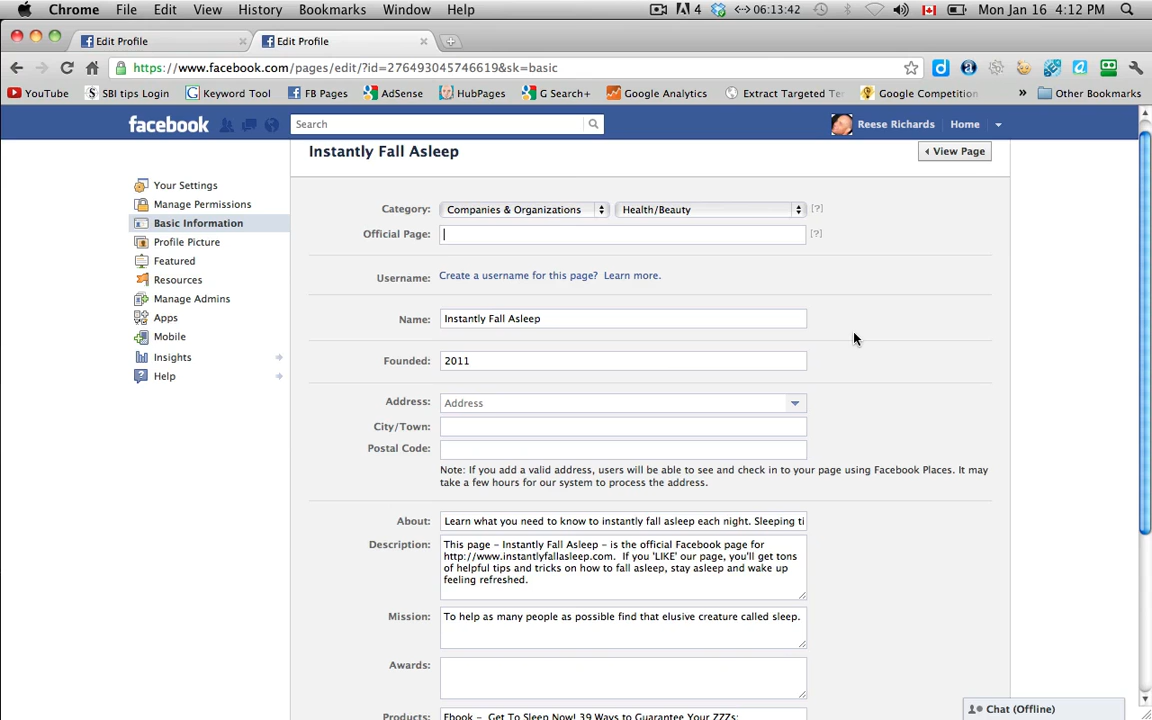 Chrome File Edit View History Bookmarks Window Help 4 06:13:42 Mon Jan 16 4:12 PM
Edit Profile Edit Profile
https://www.facebook.com/pages/edit/?id=276493045746619&sk=basic
YouTube SBI tips Login Keyword Tool FB Pages AdSense HubPages G Search+ Google Analytics Extract Targeted Te Google Competition » Other Bookmarks
facebook Search Reese Richards Home
Instantly Fall Asleep View Page
Your Settings
Manage Permissions
Basic Information
Profile Picture
Featured
Resources
Manage Admins
Apps
Mobile
Insights
Help
Category: Companies & Organizations Health/Beauty [?]
Official Page: [?]
Username: Create a username for this page? Learn more.
Name: Instantly Fall Asleep
Founded: 2011
Address: Address
City/Town:
Postal Code:
Note: If you add a valid address, users will be able to see and check in to your page using Facebook Places. It may
take a few hours for our system to process the address.
About: Learn what you need to know to instantly fall asleep each night. Sleeping ti
Description: This page - Instantly Fall Asleep - is the official Facebook page for
http://www.instantlyfallasleep.com. If you 'LIKE' our page, you'll get tons
of helpful tips and tricks on how to fall asleep, stay asleep and wake up
feeling refreshed.
Mission: To help as many people as possible find that elusive creature called sleep.
Awards:
Products: Ebook - Get To Sleep Now! 39 Ways to Guarantee Your ZZZs:
Chat (Offline)